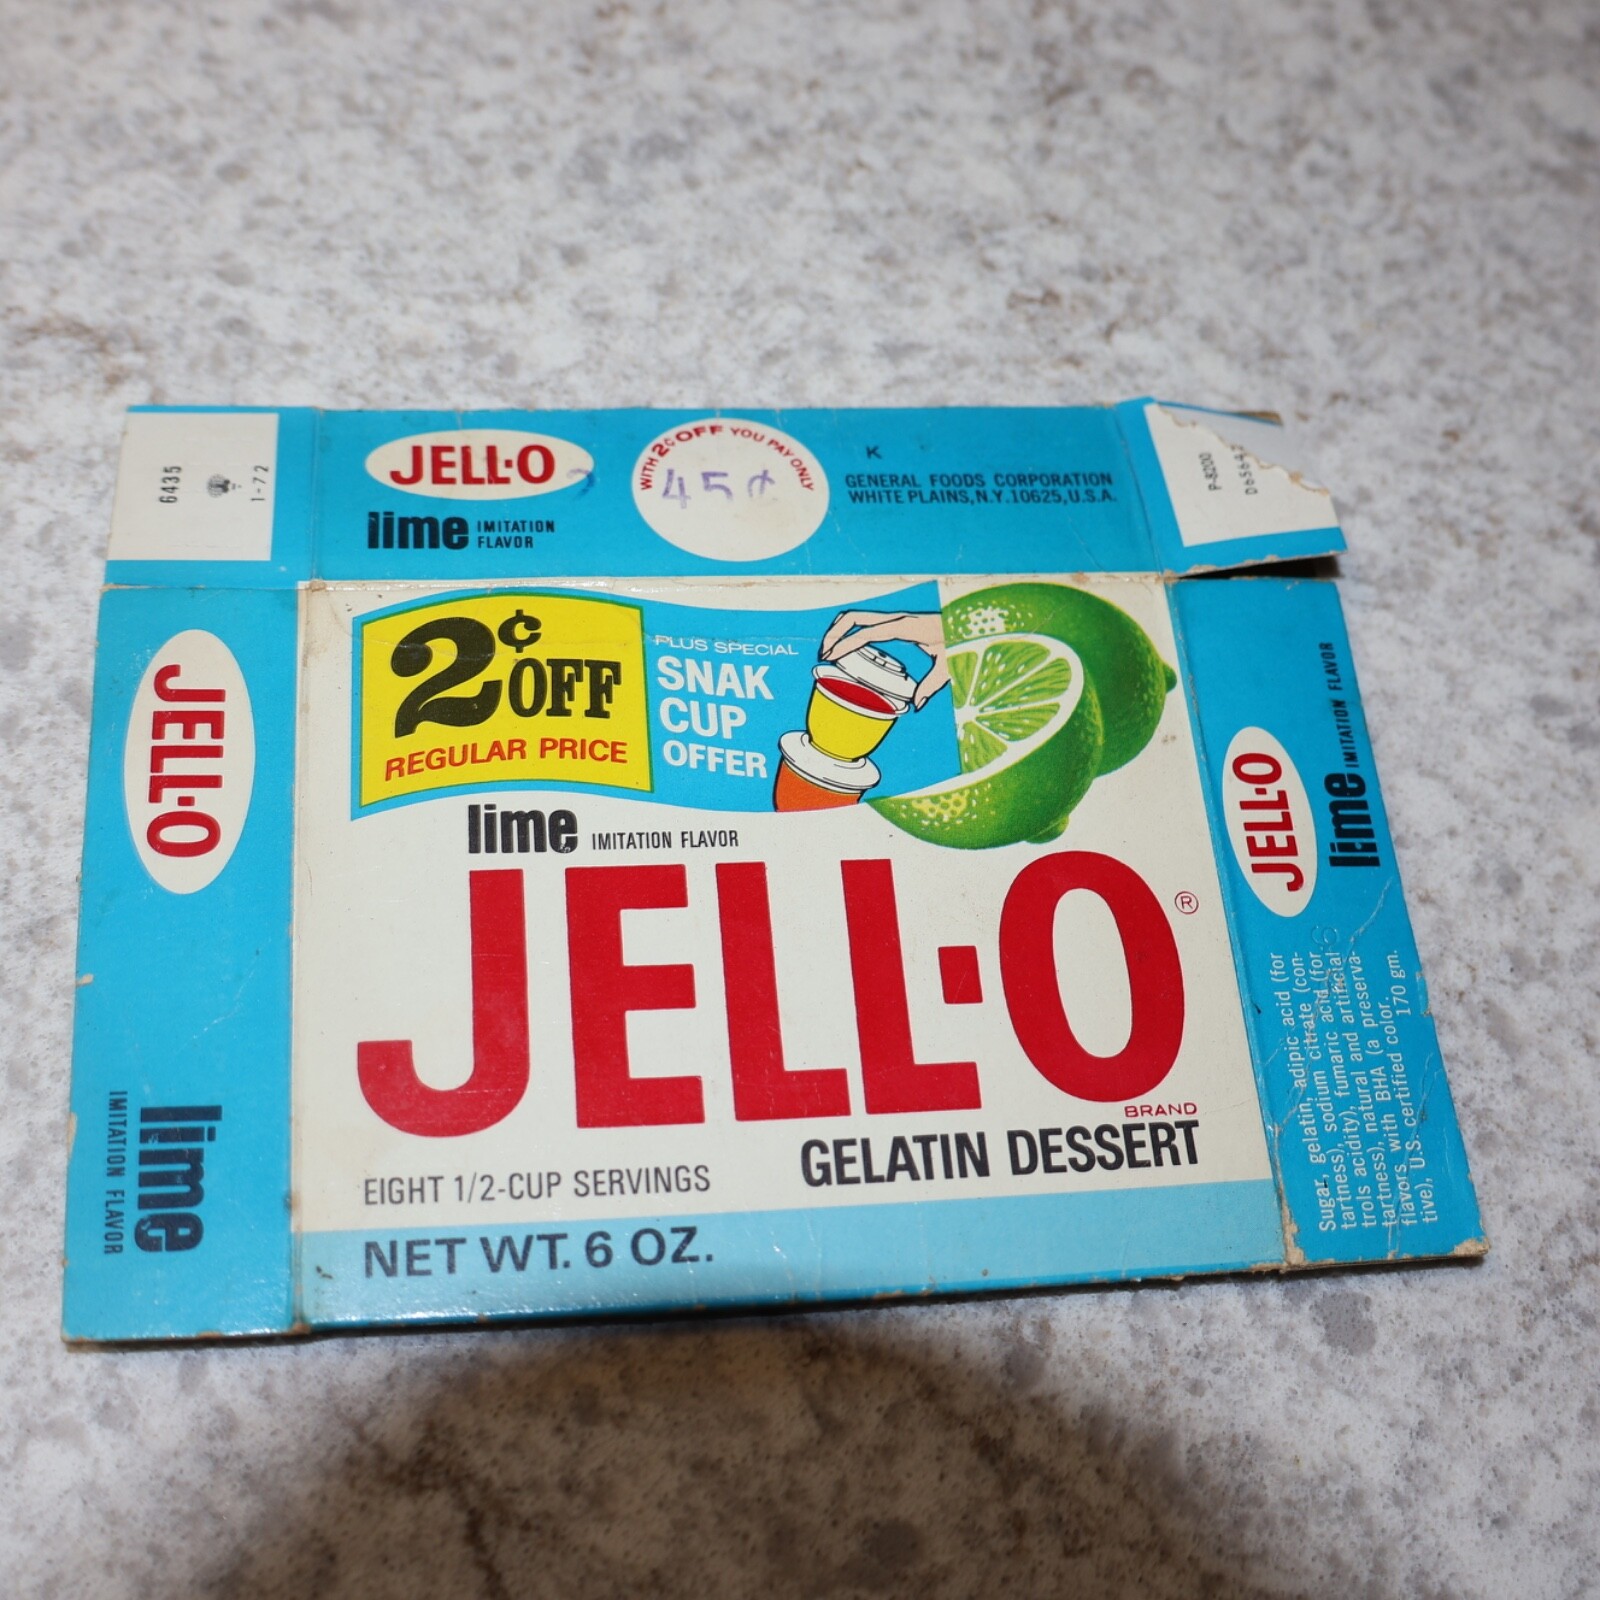 6435
1-72
JELL-O
lime IMITATION
FLAVOR
WITH 2¢ OFF YOU PAY ONLY
45¢
K
GENERAL FOODS CORPORATION
WHITE PLAINS, N.Y. 10625, U.S.A.
P-8200
JELL-O
lime
IMITATION FLAVOR
2¢ OFF
REGULAR PRICE
PLUS SPECIAL
SNAK
CUP
OFFER
lime IMITATION FLAVOR
JELL-O®
BRAND
GELATIN DESSERT
EIGHT 1/2-CUP SERVINGS
NET WT. 6 OZ.
JELL-O
lime IMITATION FLAVOR
Sugar, gelatin, adipic acid (for
tartness), sodium citrate (con-
trols acidity), fumaric acid (for
tartness), natural and artificial
flavors with BHA (a preserva-
tive), U.S. certified color.
170 gm.
6